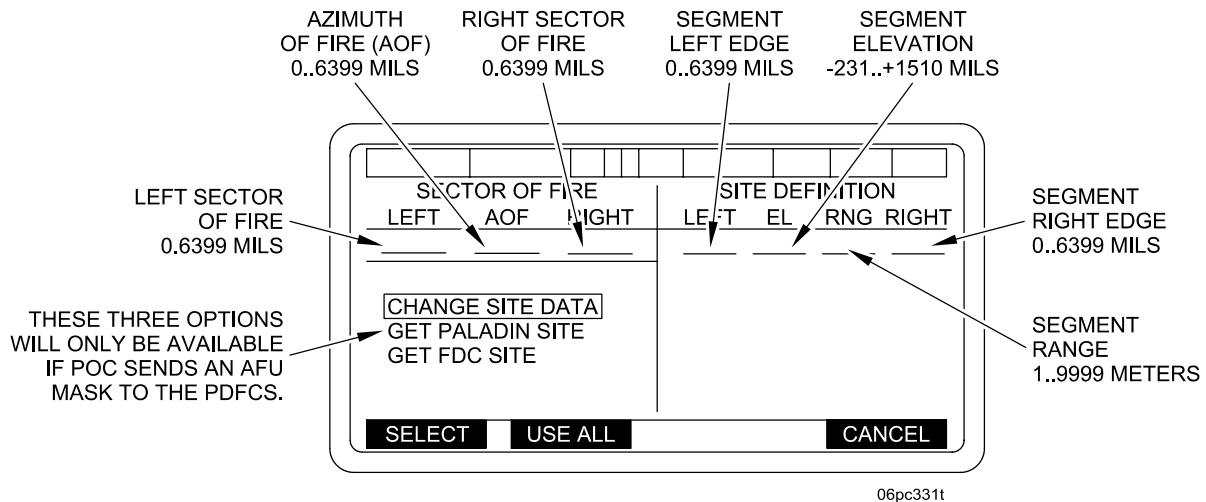 AZIMUTH
OF FIRE (AOF)
0..6399 MILS
RIGHT SECTOR
OF FIRE
0.6399 MILS
SEGMENT
LEFT EDGE
0..6399 MILS
SEGMENT
ELEVATION
-231..+1510 MILS
LEFT SECTOR
OF FIRE
0.6399 MILS
SECTOR OF FIRE
LEFT AOF RIGHT
SITE DEFINITION
LEFT EL RNG RIGHT
SEGMENT
RIGHT EDGE
0..6399 MILS
THESE THREE OPTIONS
WILL ONLY BE AVAILABLE
IF POC SENDS AN AFU
MASK TO THE PDFCS.
CHANGE SITE DATA
GET PALADIN SITE
GET FDC SITE
SEGMENT
RANGE
1..9999 METERS
SELECT USE ALL CANCEL
06pc331t